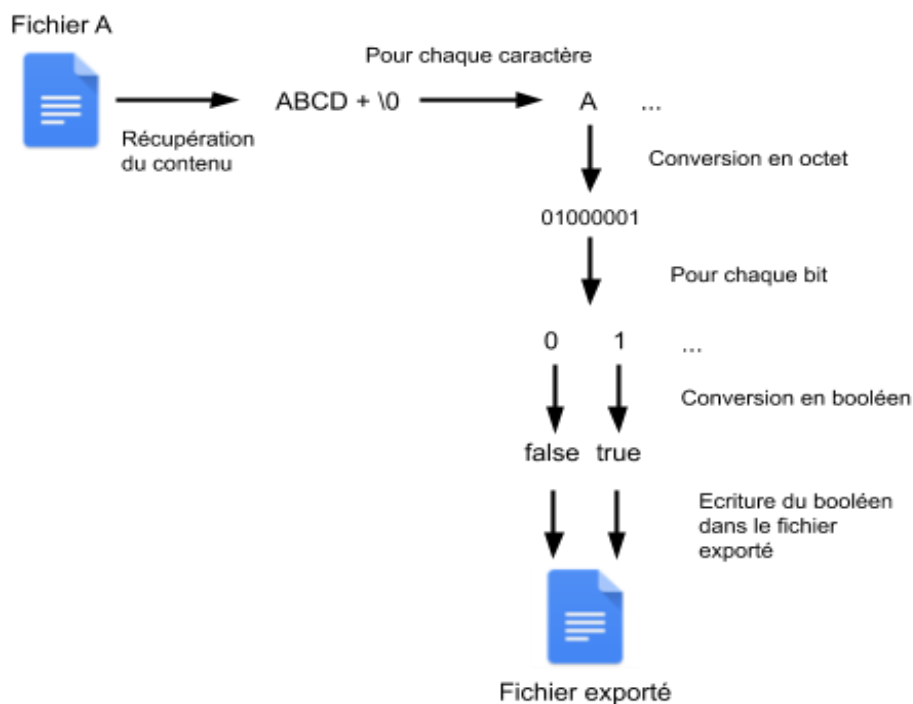 Fichier A
Pour chaque caractère
ABCD + \0
A ...
Récupération
du contenu
Conversion en octet
01000001
Pour chaque bit
0 1 ...
Conversion en booléen
false true
Ecriture du booléen
dans le fichier
exporté
Fichier exporté